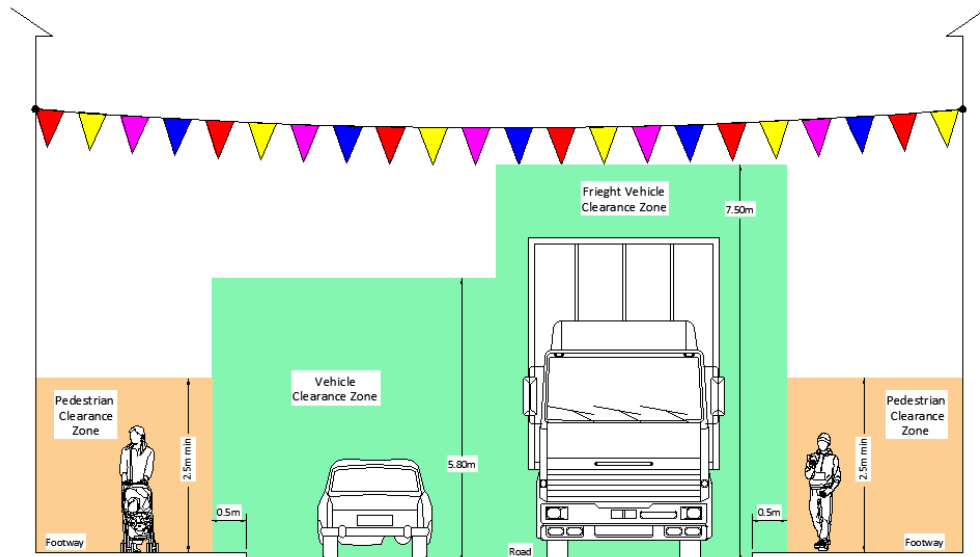 Frieght Vehicle
Clearance Zone
7.50m
Vehicle
Clearance Zone
Pedestrian
Clearance
Zone
2.5m min
5.80m
0.5m
Footway
Road
Pedestrian
Clearance
Zone
2.5m min
0.5m
Footway